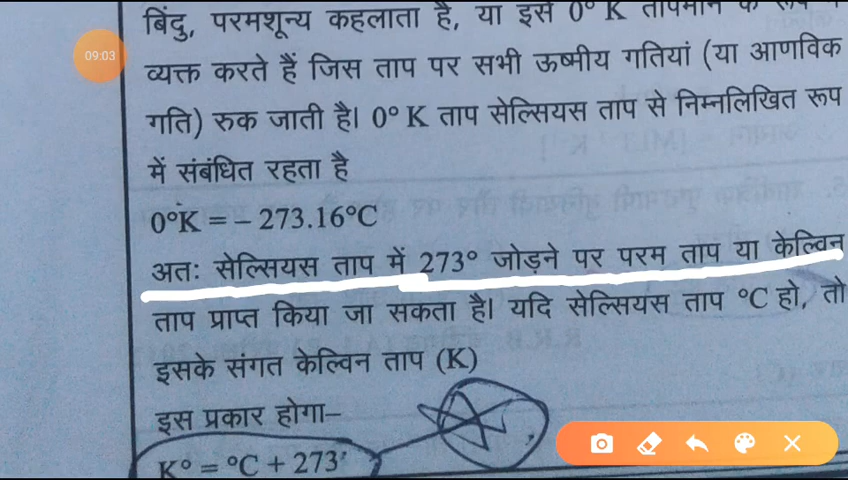 बिंदु, परमशून्य कहलाता है, या इसे 0° K तापमान के रूप में
09:03
व्यक्त करते हैं जिस ताप पर सभी ऊष्मीय गतियां (या आणविक
गति) रुक जाती है। 0° K ताप सेल्सियस ताप से निम्नलिखित रूप
में संबंधित रहता है
0°K = – 273.16°C
अतः सेल्सियस ताप में 273° जोड़ने पर परम ताप या केल्विन
ताप प्राप्त किया जा सकता है। यदि सेल्सियस ताप °C हो, तो
इसके संगत केल्विन ताप (K)
इस प्रकार होगा–
K° = °C + 273°